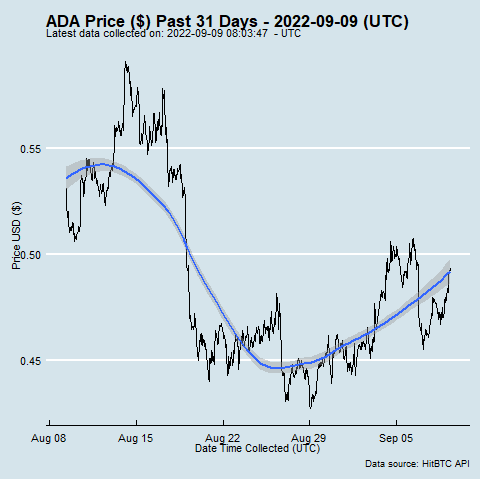 ADA Price ($) Past 31 Days - 2022-09-09 (UTC)
Latest data collected on: 2022-09-09 08:03:47  - UTC
0.55
0.50
0.45
Price USD ($)
Aug 08
Aug 15
Aug 22
Aug 29
Sep 05
Date Time Collected (UTC)
Data source: HitBTC API